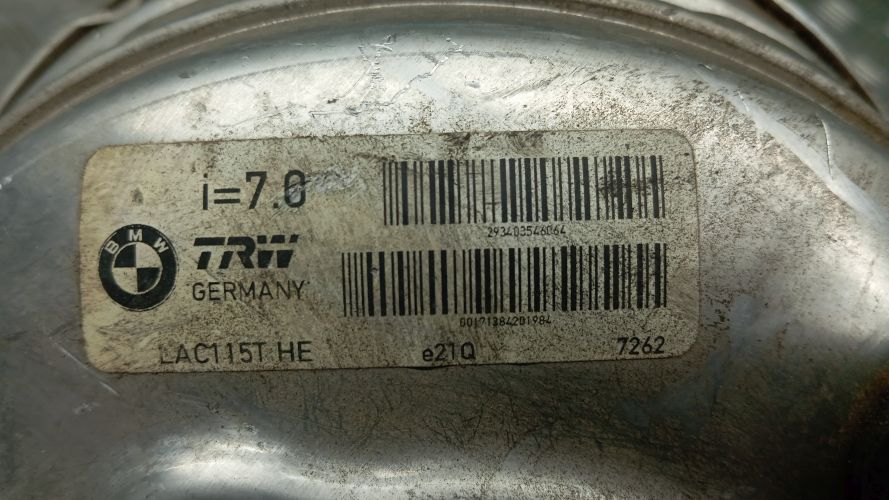 i=7.0
293403546064
BMW
TRW
GERMANY
00171384201984
LAC115T HE
e21Q
7262